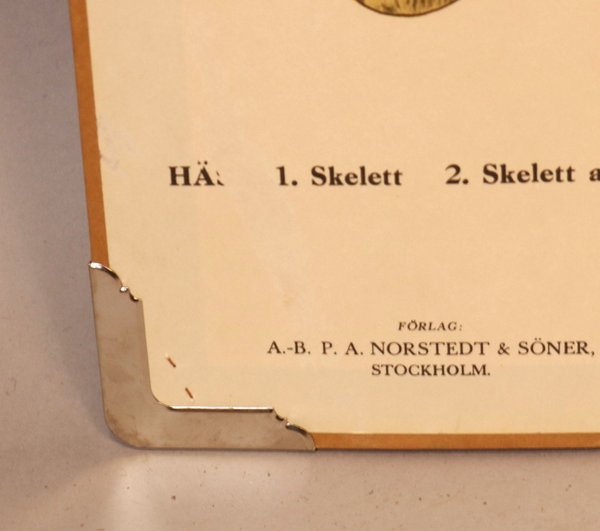 1. Skelett 2. Skelett
FÖRLAG:
A.-B. P. A. NORSTEDT & SÖNER,
STOCKHOLM.